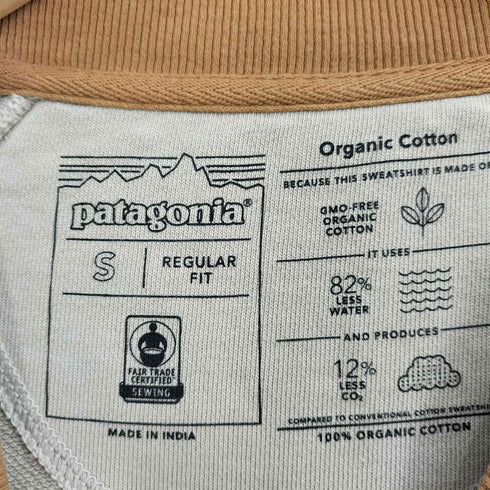 patagonia®
S
REGULAR
FIT
FAIR TRADE
CERTIFIED™
SEWING
MADE IN INDIA
Organic Cotton
BECAUSE THIS SWEATSHIRT IS MADE OF
GMO-FREE
ORGANIC
COTTON
IT USES
82%
LESS
WATER
AND PRODUCES
12%
LESS
CO₂
COMPARED TO CONVENTIONAL COTTON SWEATSHI
100% ORGANIC COTTON